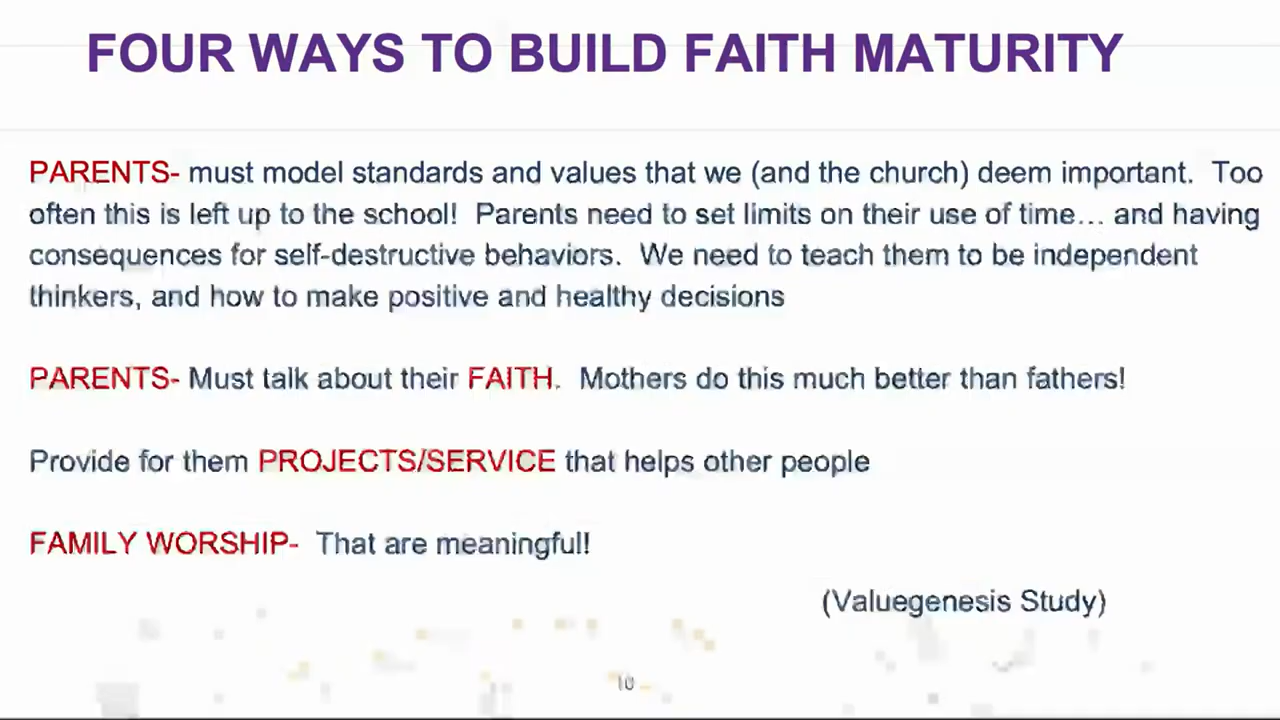 FOUR WAYS TO BUILD FAITH MATURITY
PARENTS- must model standards and values that we (and the church) deem important. Too
often this is left up to the school! Parents need to set limits on their use of time... and having
consequences for self-destructive behaviors. We need to teach them to be independent
thinkers, and how to make positive and healthy decisions
PARENTS- Must talk about their FAITH. Mothers do this much better than fathers!
Provide for them PROJECTS/SERVICE that helps other people
FAMILY WORSHIP- That are meaningful!
(Valuegenesis Study)
10